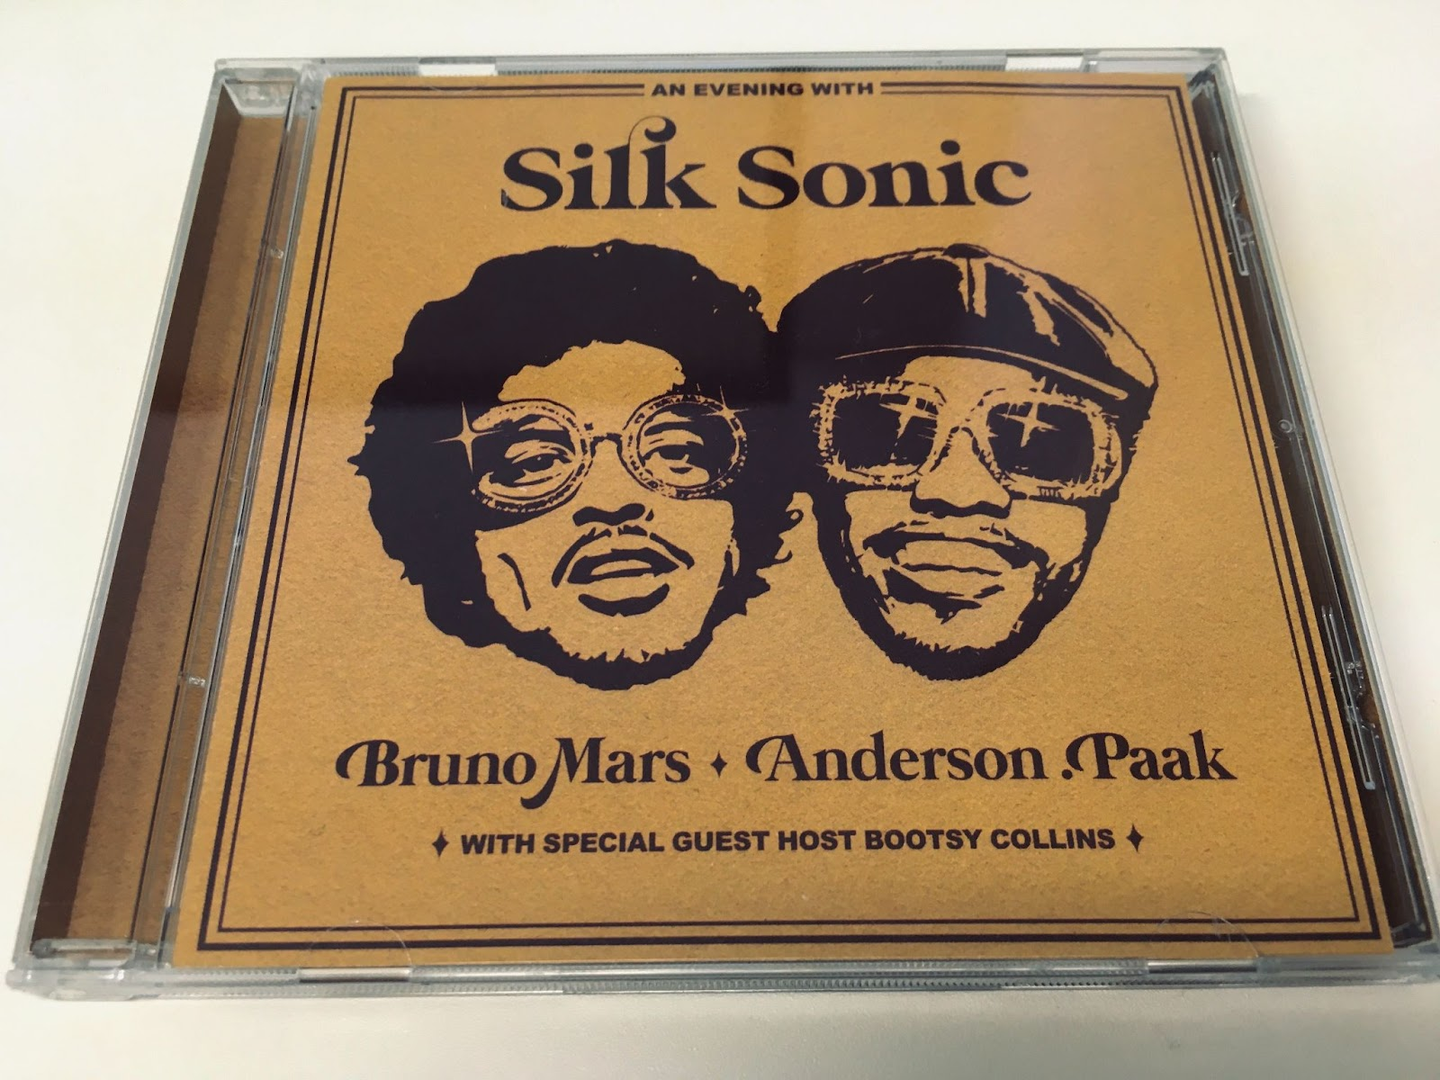 AN EVENING WITH
Silk Sonic
Bruno Mars ✦ Anderson .Paak
✦ WITH SPECIAL GUEST HOST BOOTSY COLLINS ✦